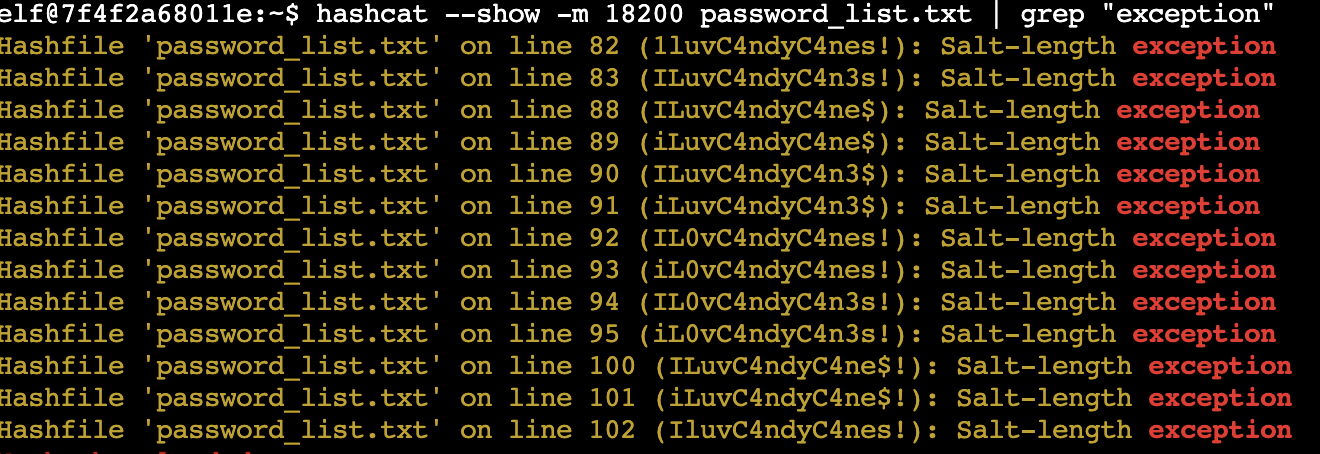 elf@7f4f2a68011e:~$ hashcat --show -m 18200 password_list.txt | grep "exception"
Hashfile 'password_list.txt' on line 82 (1luvC4ndyC4nes!): Salt-length exception
Hashfile 'password_list.txt' on line 83 (ILuvC4ndyC4n3s!): Salt-length exception
Hashfile 'password_list.txt' on line 88 (ILuvC4ndyC4ne$): Salt-length exception
Hashfile 'password_list.txt' on line 89 (iLuvC4ndyC4ne$): Salt-length exception
Hashfile 'password_list.txt' on line 90 (ILuvC4ndyC4n3$): Salt-length exception
Hashfile 'password_list.txt' on line 91 (iLuvC4ndyC4n3$): Salt-length exception
Hashfile 'password_list.txt' on line 92 (IL0vC4ndyC4nes!): Salt-length exception
Hashfile 'password_list.txt' on line 93 (iL0vC4ndyC4nes!): Salt-length exception
Hashfile 'password_list.txt' on line 94 (IL0vC4ndyC4n3s!): Salt-length exception
Hashfile 'password_list.txt' on line 95 (iL0vC4ndyC4n3s!): Salt-length exception
Hashfile 'password_list.txt' on line 100 (ILuvC4ndyC4ne$!): Salt-length exception
Hashfile 'password_list.txt' on line 101 (iLuvC4ndyC4ne$!): Salt-length exception
Hashfile 'password_list.txt' on line 102 (IluvC4ndyC4nes!): Salt-length exception